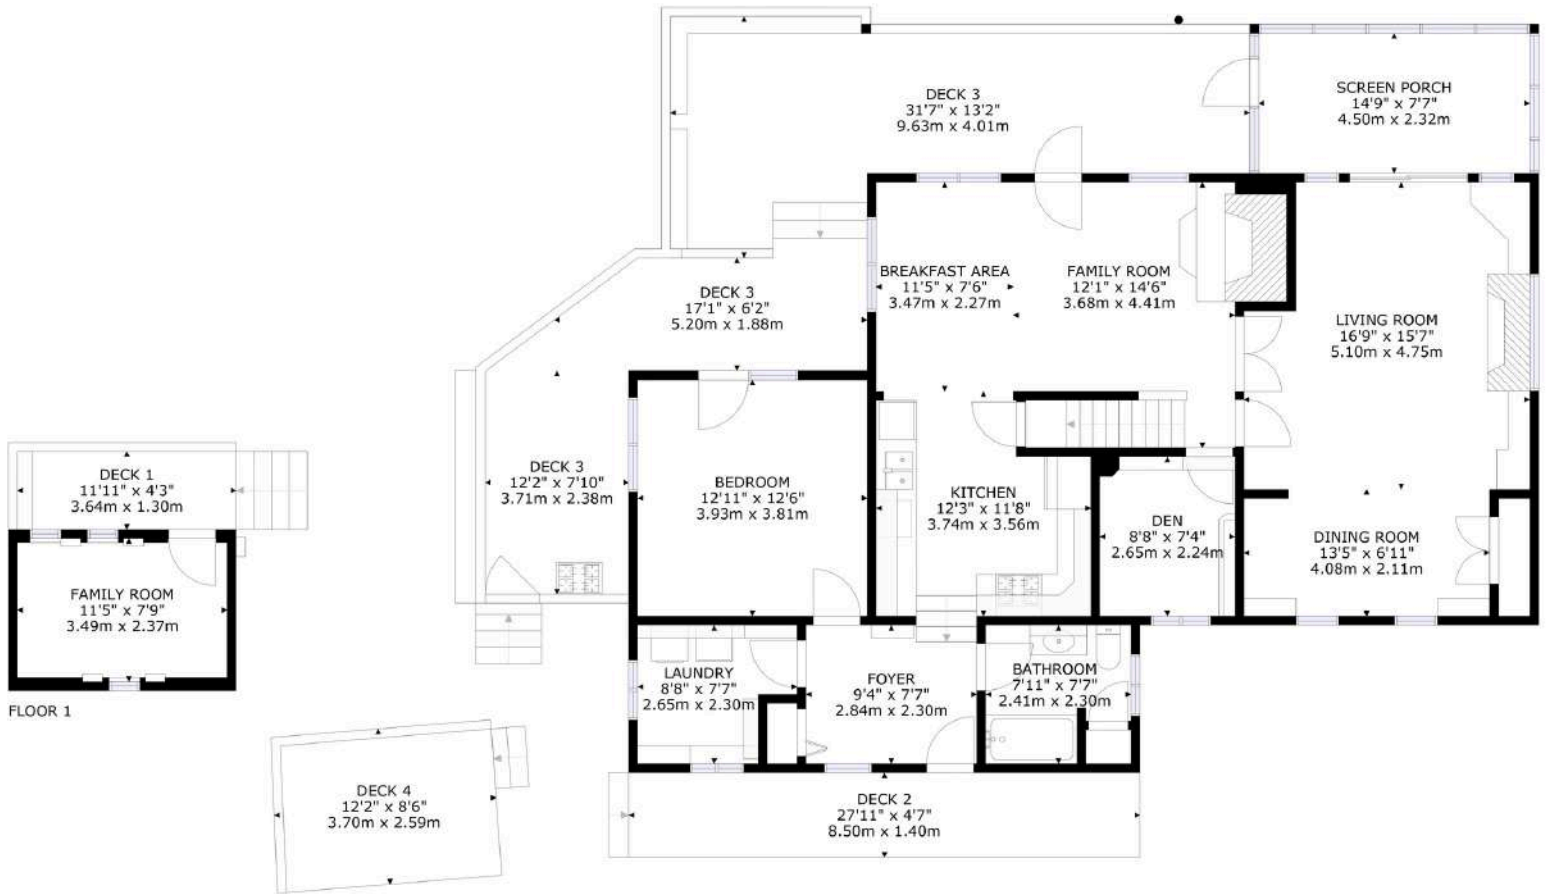 DECK 3
31'7" x 13'2"
9.63m x 4.01m
SCREEN PORCH
14'9" x 7'7"
4.50m x 2.32m
BREAKFAST AREA
11'5" x 7'6"
3.47m x 2.27m
FAMILY ROOM
12'1" x 14'6"
3.68m x 4.41m
DECK 3
17'1" x 6'2"
5.20m x 1.88m
LIVING ROOM
16'9" x 15'7"
5.10m x 4.75m
DECK 1
11'11" x 4'3"
3.64m x 1.30m
DECK 3
12'2" x 7'10"
3.71m x 2.38m
BEDROOM
12'11" x 12'6"
3.93m x 3.81m
KITCHEN
12'3" x 11'8"
3.74m x 3.56m
DEN
8'8" x 7'4"
2.65m x 2.24m
DINING ROOM
13'5" x 6'11"
4.08m x 2.11m
FAMILY ROOM
11'5" x 7'9"
3.49m x 2.37m
FLOOR 1
LAUNDRY
8'8" x 7'7"
2.65m x 2.30m
FOYER
9'4" x 7'7"
2.84m x 2.30m
BATHROOM
7'11" x 7'7"
2.41m x 2.30m
DECK 4
12'2" x 8'6"
3.70m x 2.59m
DECK 2
27'11" x 4'7"
8.50m x 1.40m